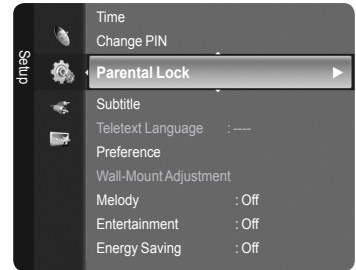 Setup
Time
Change PIN
Parental Lock
Subtitle
Teletext Language : ----
Preference
Wall-Mount Adjustment
Melody : Off
Entertainment : Off
Energy Saving : Off